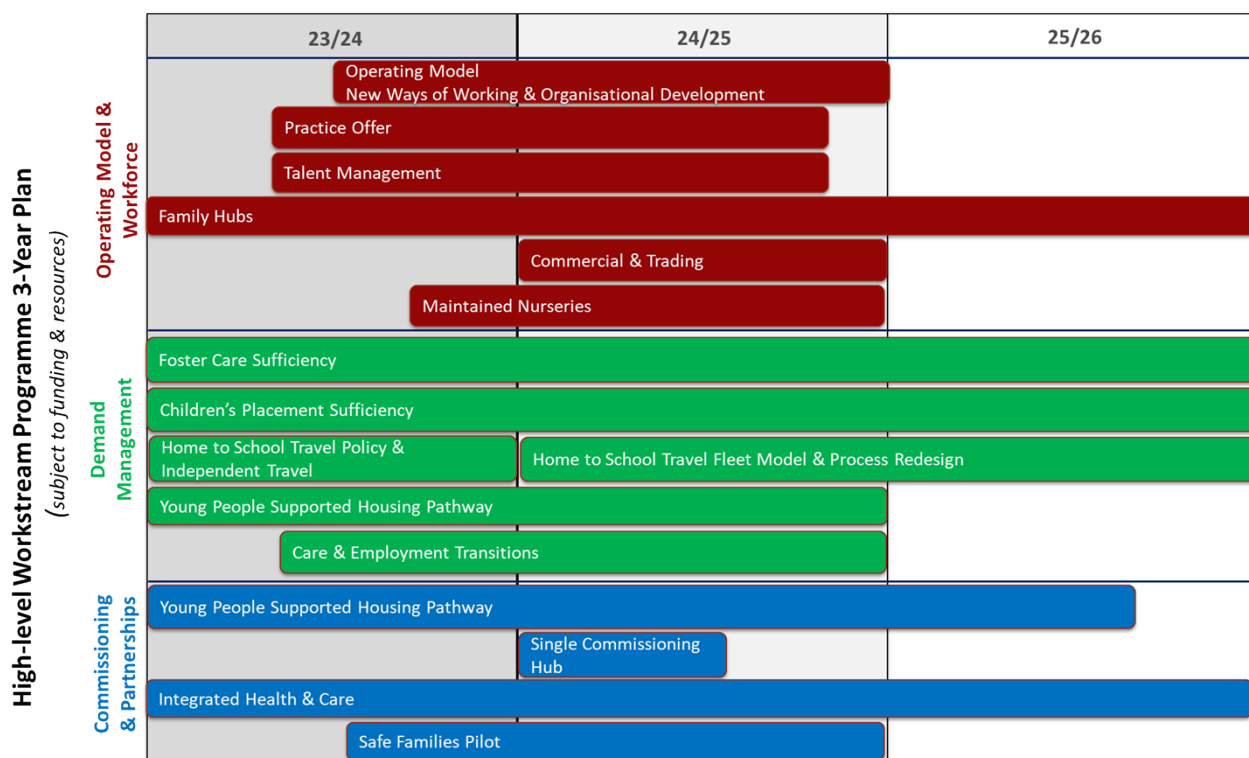 High-level Workstream Programme 3-Year Plan
(subject to funding & resources)
23/24
24/25
25/26
Operating Model &
Workforce
Operating Model
New Ways of Working & Organisational Development
Practice Offer
Talent Management
Family Hubs
Commercial & Trading
Maintained Nurseries
Demand
Management
Foster Care Sufficiency
Children's Placement Sufficiency
Home to School Travel Policy &
Independent Travel
Home to School Travel Fleet Model & Process Redesign
Young People Supported Housing Pathway
Care & Employment Transitions
Commissioning
& Partnerships
Young People Supported Housing Pathway
Single Commissioning
Hub
Integrated Health & Care
Safe Families Pilot